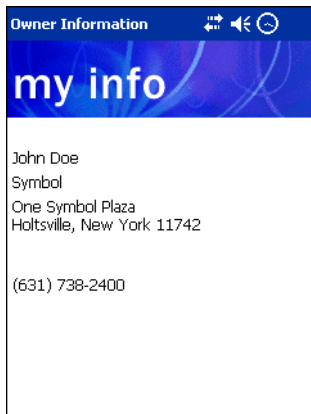 Owner Information
my info
John Doe
Symbol
One Symbol Plaza
Holtsville, New York 11742
(631) 738-2400